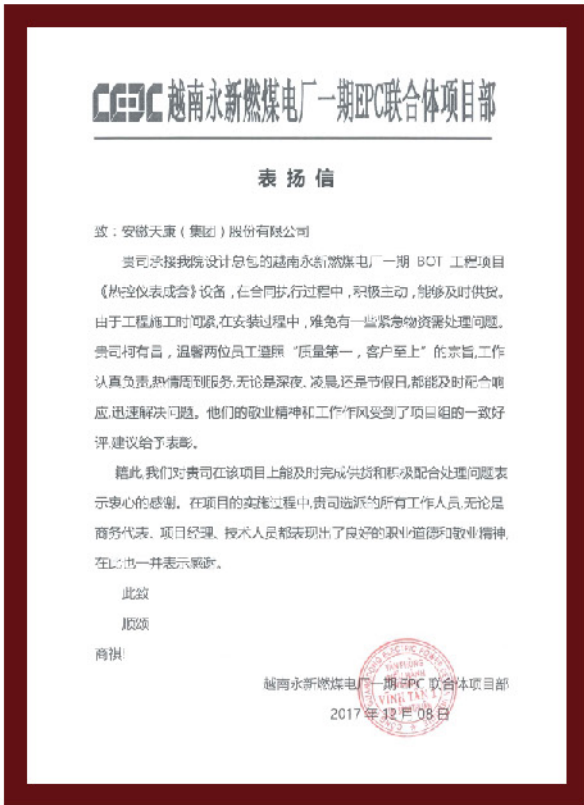 CEDC 越南永新燃煤电厂一期EPC联合体项目部
表 扬 信
致：安徽天康（集团）股份有限公司
贵司承接我院设计总包的越南永新燃煤电厂一期 BOT 工程项目
《热控仪表成套》设备，在合同执行过程中，积极主动，能够及时供货。
由于工程施工时间紧,在安装过程中，难免有一些紧急物资需处理问题。
贵司柯有昌，温馨两位员工遵照“质量第一，客户至上”的宗旨,工作
认真负责,热情周到服务,无论是深夜、凌晨,还是节假日,都能及时配合响
应,迅速解决问题。他们的敬业精神和工作作风受到了项目组的一致好
评,建议给予表彰。
籍此,我们对贵司在该项目上能及时完成供货和积极配合处理问题表
示衷心的感谢。在项目的实施过程中,贵司选派的所有工作人员,无论是
商务代表、项目经理、技术人员都表现出了良好的职业道德和敬业精神,
在此也一并表示感谢。
此致
顺颂
商祺!
越南永新燃煤电厂一期EPC 联合体项目部
2017 年 12 月 08 日
VĨNH TÂN 1